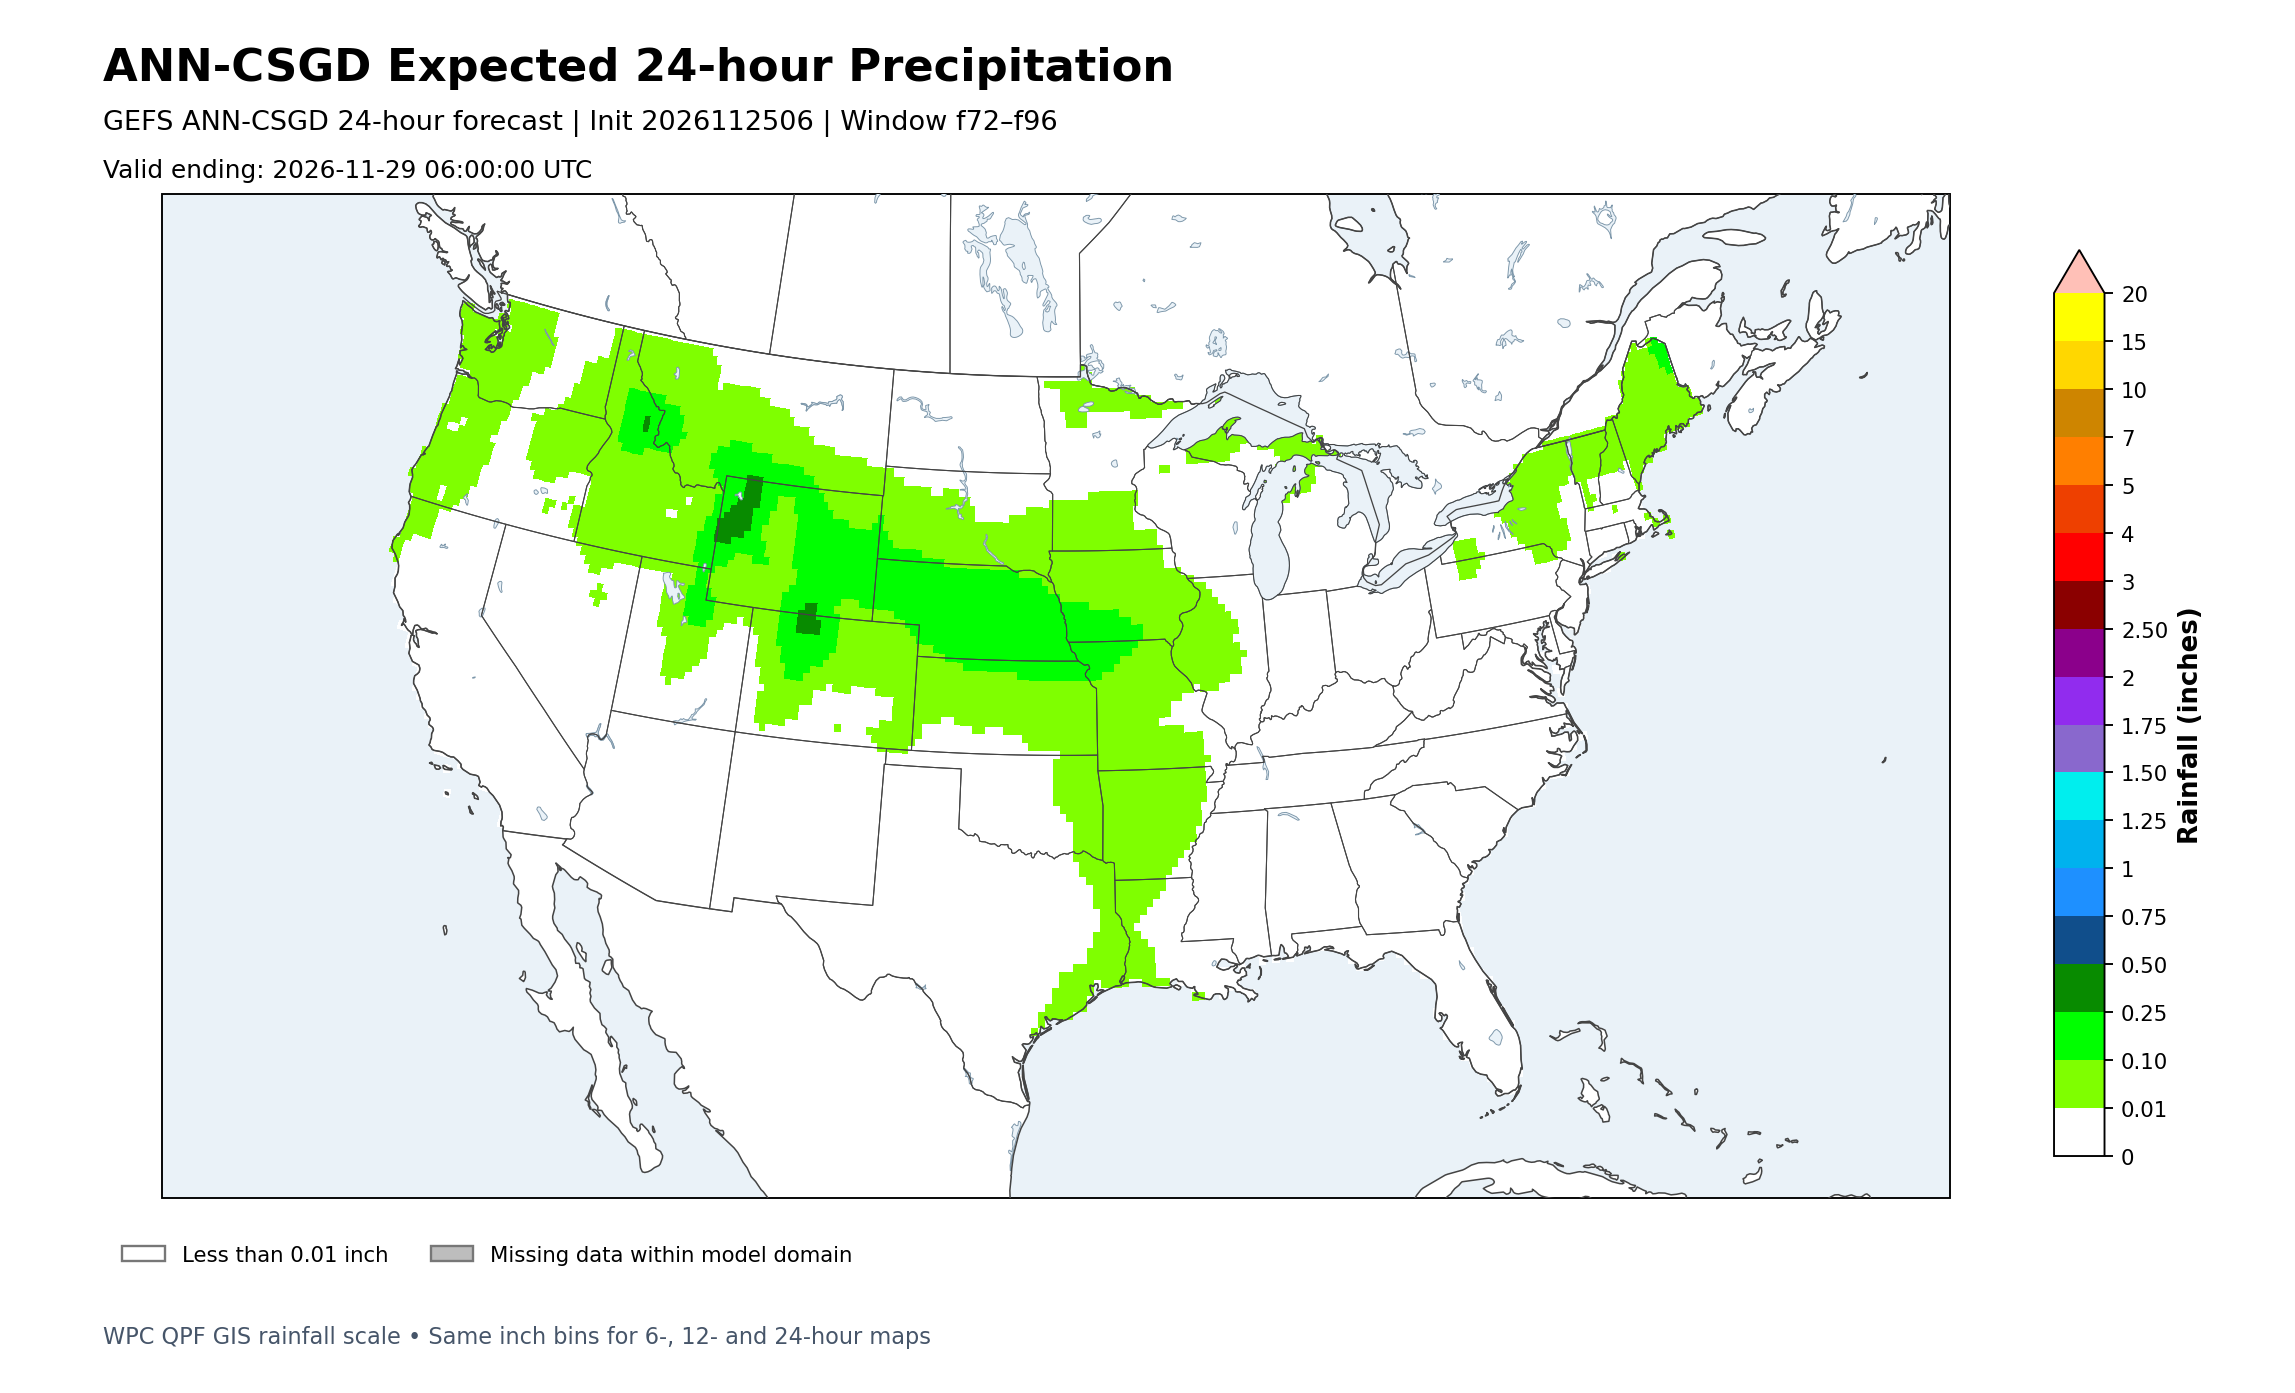 ANN-CSGD Expected 24-hour Precipitation
GEFS ANN-CSGD 24-hour forecast | Init 2026112506 | Window f72–f96
Valid ending: 2026-11-29 06:00:00 UTC
20
15
10
7
5
4
3
2.50
2
1.75
1.50
1.25
1
0.75
0.50
0.25
0.10
0.01
0
Rainfall (inches)
Less than 0.01 inch
Missing data within model domain
WPC QPF GIS rainfall scale • Same inch bins for 6-, 12- and 24-hour maps